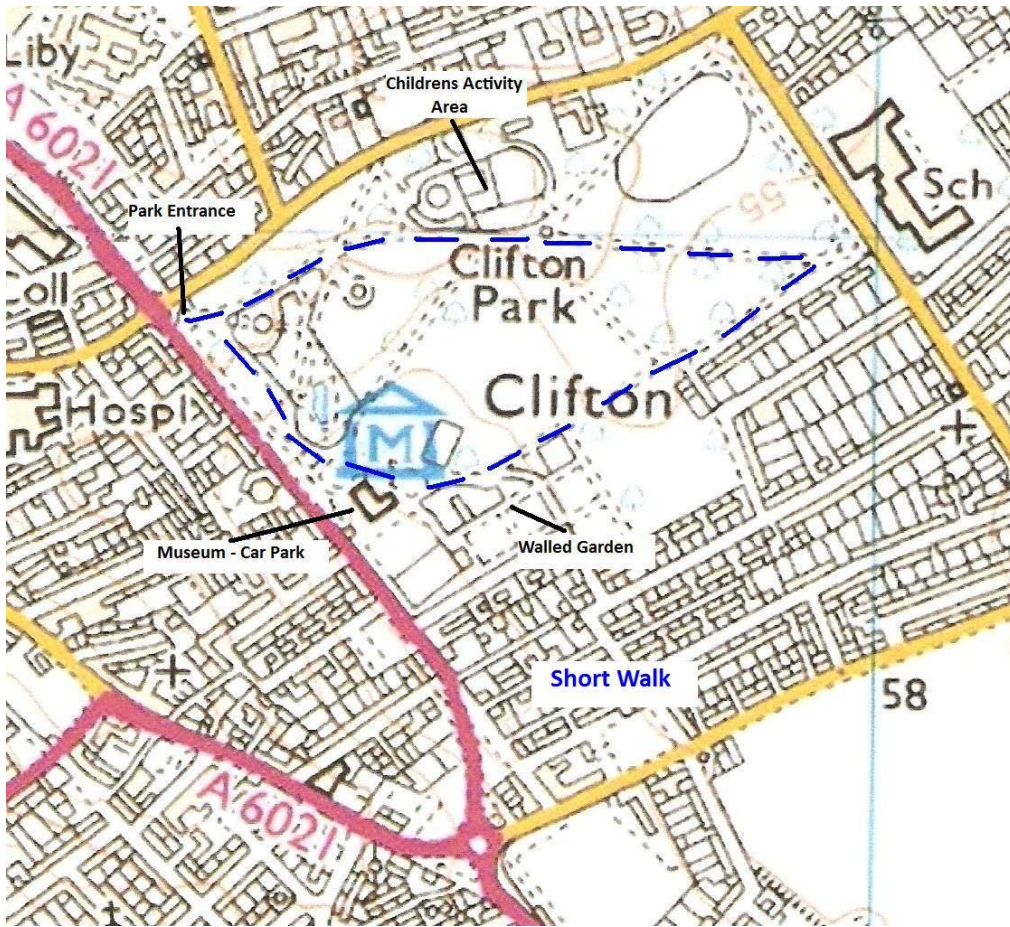 Liby
Childrens Activity
Area
A 6021
Park Entrance
Sch
55
Clifton
Park
Coll
Clifton
Hospl
M
Museum - Car Park
Walled Garden
Short Walk
58
A 6021